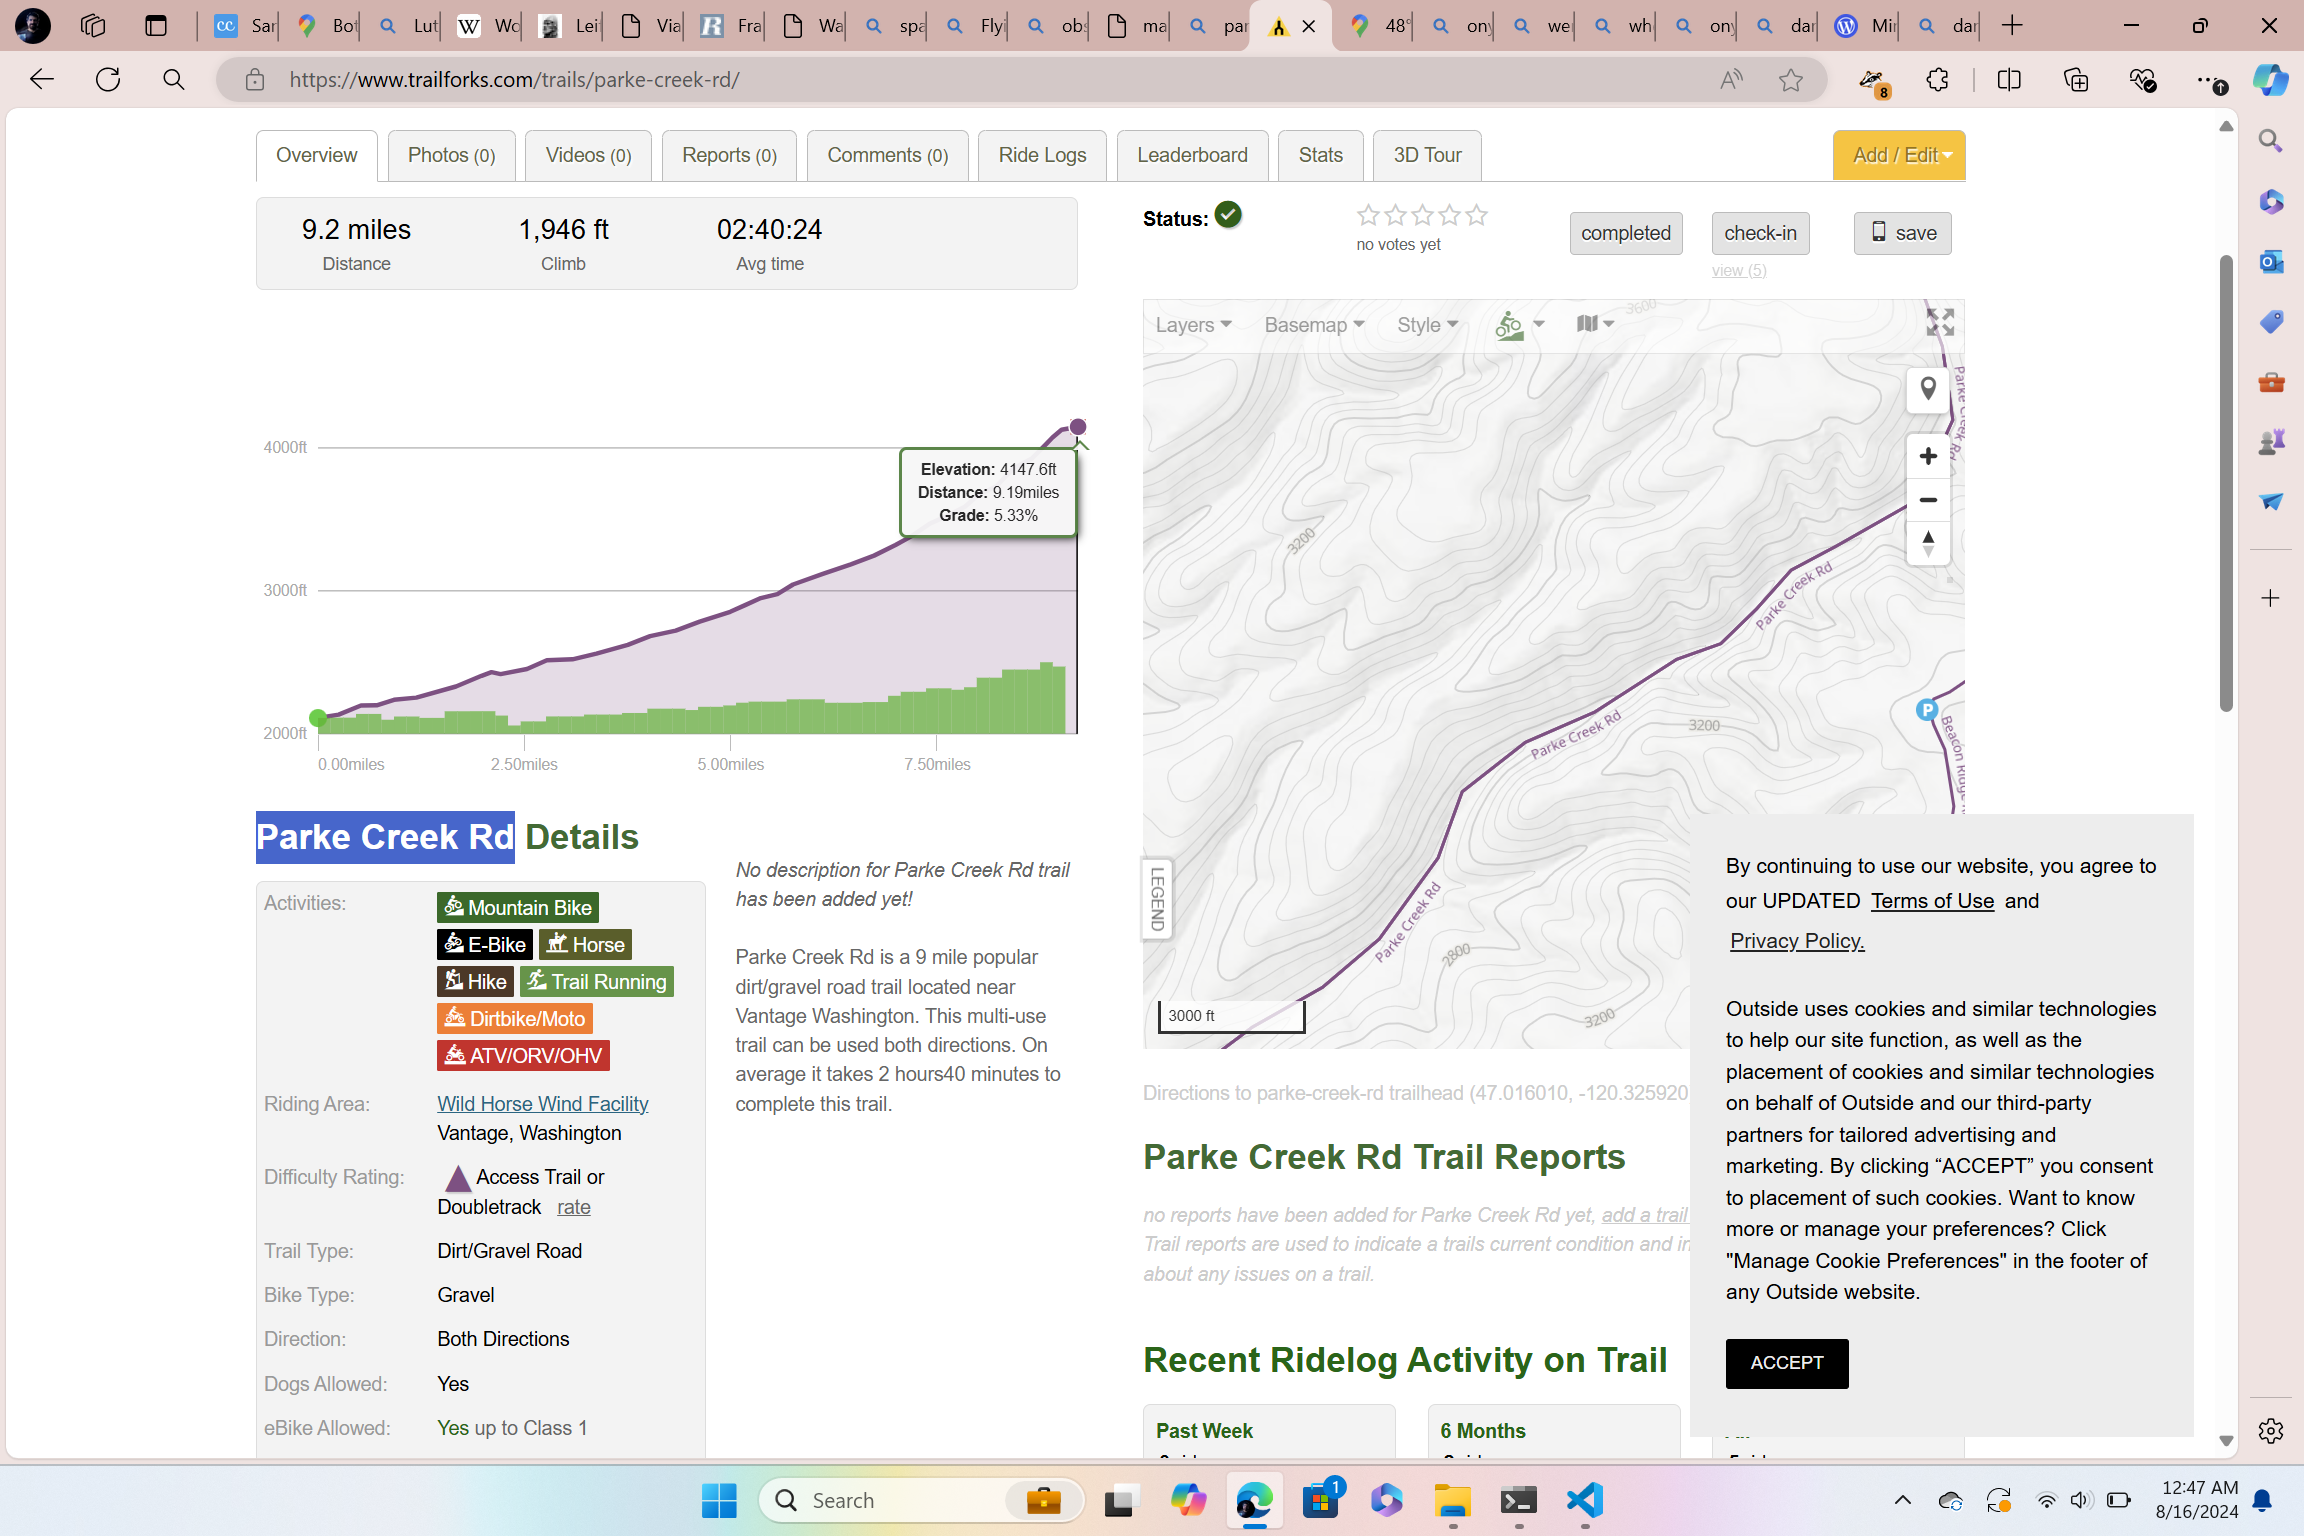 Sar
Bot
Lut
Wo
Lei
Via
Fra
Wa
spa
Flyi
obs
ma
par
48°
ony
we
wh
ony
dar
Mir
dar
https://www.trailforks.com/trails/parke-creek-rd/
8
Overview
Photos (0)
Videos (0)
Reports (0)
Comments (0)
Ride Logs
Leaderboard
Stats
3D Tour
Add / Edit
9.2 miles
Distance
1,946 ft
Climb
02:40:24
Avg time
Status:
no votes yet
completed
check-in
save
view (5)
4000ft
3000ft
2000ft
0.00miles
2.50miles
5.00miles
7.50miles
Elevation: 4147.6ft
Distance: 9.19miles
Grade: 5.33%
Layers
Basemap
Style
3600
3200
Parke Creek Rd
Parke Creek Rd
Parke Creek Rd
3200
P
Parke Creek Rd
2800
3200
LEGEND
3000 ft
Parke Creek Rd Details
Activities:
Mountain Bike
E-Bike
Horse
Hike
Trail Running
Dirtbike/Moto
ATV/ORV/OHV
Riding Area:
Wild Horse Wind Facility
Vantage, Washington
Difficulty Rating:
Access Trail or
Doubletrack rate
Trail Type:
Dirt/Gravel Road
Bike Type:
Gravel
Direction:
Both Directions
Dogs Allowed:
Yes
eBike Allowed:
Yes up to Class 1
No description for Parke Creek Rd trail
has been added yet!
Parke Creek Rd is a 9 mile popular
dirt/gravel road trail located near
Vantage Washington. This multi-use
trail can be used both directions. On
average it takes 2 hours40 minutes to
complete this trail.
Directions to parke-creek-rd trailhead (47.016010, -120.325920
Parke Creek Rd Trail Reports
no reports have been added for Parke Creek Rd yet, add a trail
Trail reports are used to indicate a trails current condition and in
about any issues on a trail.
Recent Ridelog Activity on Trail
Past Week
6 Months
By continuing to use our website, you agree to
our UPDATED Terms of Use and
Privacy Policy.
Outside uses cookies and similar technologies
to help our site function, as well as the
placement of cookies and similar technologies
on behalf of Outside and our third-party
partners for tailored advertising and
marketing. By clicking “ACCEPT” you consent
to placement of such cookies. Want to know
more or manage your preferences? Click
"Manage Cookie Preferences" in the footer of
any Outside website.
ACCEPT
Search
1
12:47 AM
8/16/2024